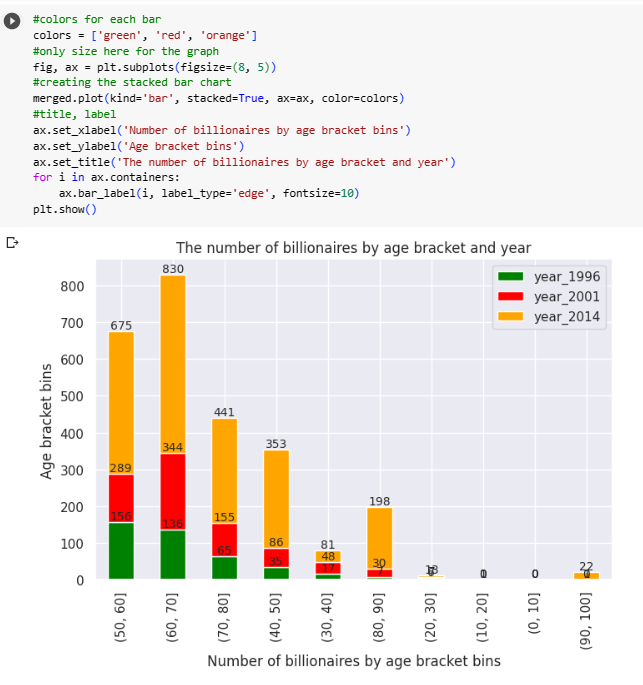 #colors for each bar
colors = ['green', 'red', 'orange']
#only size here for the graph
fig, ax = plt.subplots(figsize=(8, 5))
#creating the stacked bar chart
merged.plot(kind='bar', stacked=True, ax=ax, color=colors)
#title, label
ax.set_xlabel('Number of billionaires by age bracket bins')
ax.set_ylabel('Age bracket bins')
ax.set_title('The number of billionaires by age bracket and year')
for i in ax.containers:
    ax.bar_label(i, label_type='edge', fontsize=10)
plt.show()
The number of billionaires by age bracket and year
year_1996
year_2001
year_2014
Age bracket bins
800
700
600
500
400
300
200
100
0
675
289
156
830
344
136
441
155
65
353
86
35
81
48
17
198
30
7
13
0
0
22
(50, 60]
(60, 70]
(70, 80]
(40, 50]
(30, 40]
(80, 90]
(20, 30]
(10, 20]
(0, 10]
(90, 100]
Number of billionaires by age bracket bins